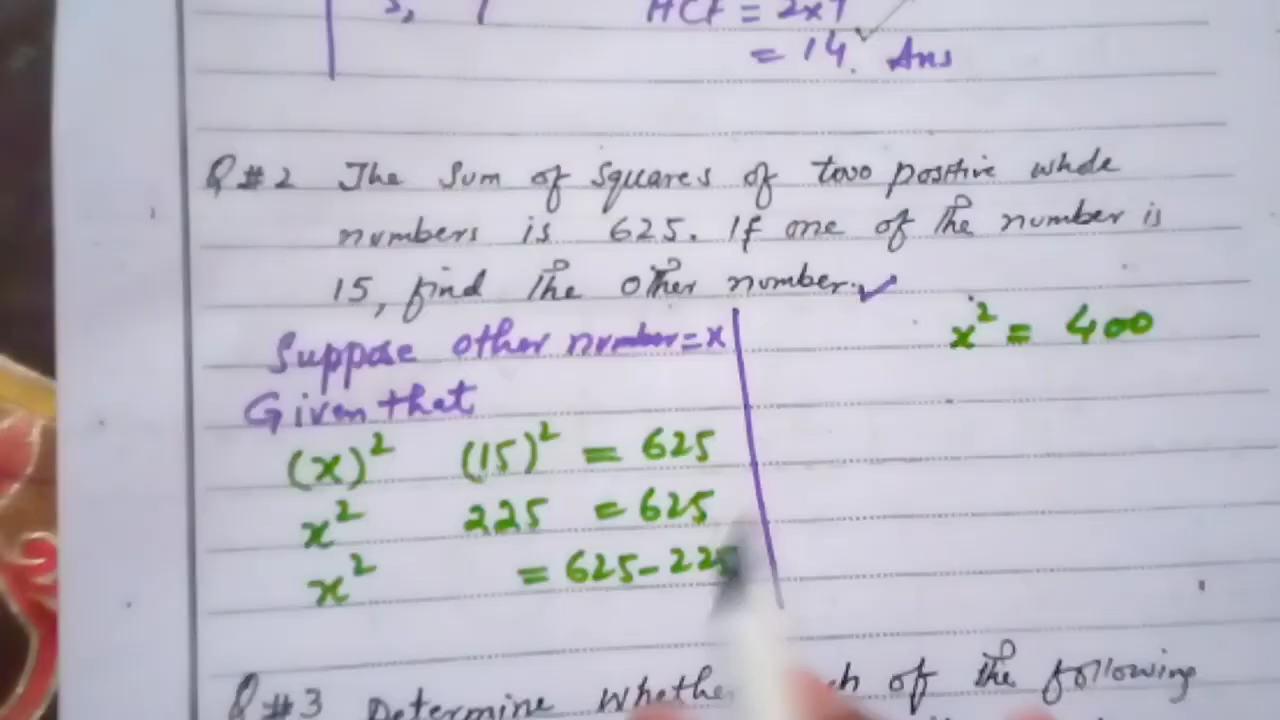 HCF = 2x7
= 14. Ans
Q#2 The Sum of Squares of two positive whole
numbers is 625. If one of the number is
15, find the other number.
Suppose other number=x
Given that
(x)² (15)² = 625
x² 225 = 625
x² = 625-225
x² = 400
Q#3 Determine of the following